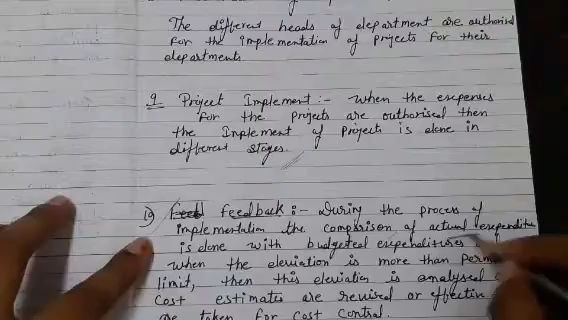 The different heads of department are authorised
for the implementation of projects for their
departments.
9 Project Implement :- When the expenses
for the projects are authorised then
the Implement of projects is done in
different stages.
10) Feedback :- During the process of
implementation the comparison of actual expenditure
is done with budgeted expenditures
when the deviation is more than
limit, then this deviation is analysed
cost estimates are revised or effective
are taken for cost control.